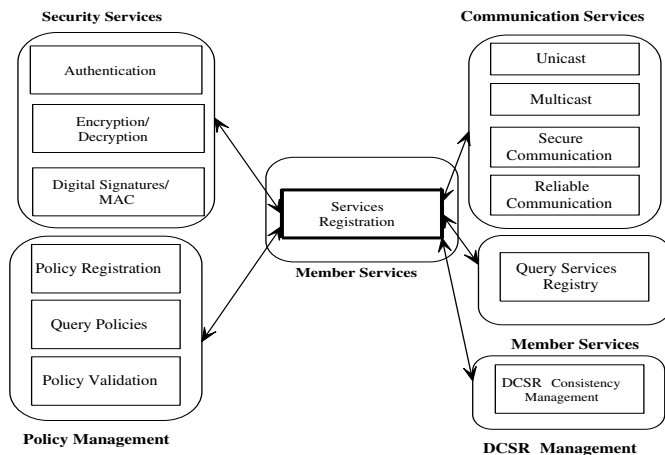 Security Services
Authentication
Encryption/
Decryption
Digital Signatures/
MAC
Policy Registration
Query Policies
Policy Validation
Policy Management
Services
Registration
Member Services
Communication Services
Unicast
Multicast
Secure
Communication
Reliable
Communication
Query Services
Registry
Member Services
DCSR Consistency
Management
DCSR Management